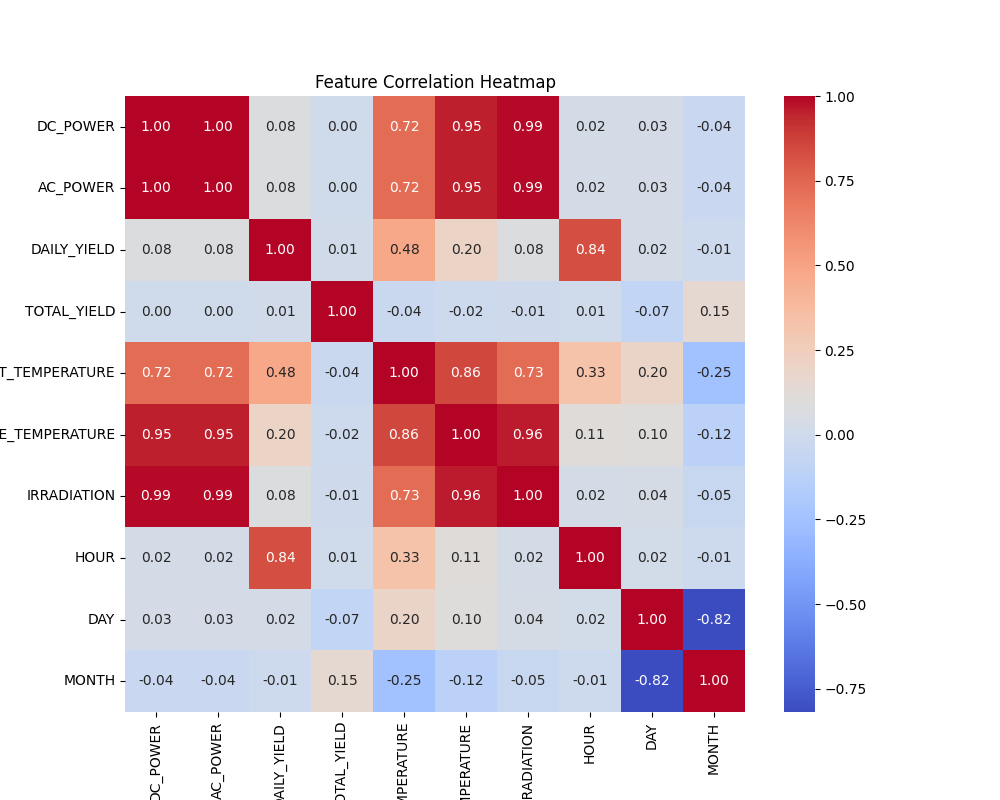 Feature Correlation Heatmap
DC_POWER 1.00 1.00 0.08 0.00 0.72 0.95 0.99 0.02 0.03 -0.04
AC_POWER 1.00 1.00 0.08 0.00 0.72 0.95 0.99 0.02 0.03 -0.04
DAILY_YIELD 0.08 0.08 1.00 0.01 0.48 0.20 0.08 0.84 0.02 -0.01
TOTAL_YIELD 0.00 0.00 0.01 1.00 -0.04 -0.02 -0.01 0.01 -0.07 0.15
T_TEMPERATURE 0.72 0.72 0.48 -0.04 1.00 0.86 0.73 0.33 0.20 -0.25
E_TEMPERATURE 0.95 0.95 0.20 -0.02 0.86 1.00 0.96 0.11 0.10 -0.12
IRRADIATION 0.99 0.99 0.08 -0.01 0.73 0.96 1.00 0.02 0.04 -0.05
HOUR 0.02 0.02 0.84 0.01 0.33 0.11 0.02 1.00 0.02 -0.01
DAY 0.03 0.03 0.02 -0.07 0.20 0.10 0.04 0.02 1.00 -0.82
MONTH -0.04 -0.04 -0.01 0.15 -0.25 -0.12 -0.05 -0.01 -0.82 1.00
DC_POWER
AC_POWER
DAILY_YIELD
OTAL_YIELD
MPERATURE
MPERATURE
RADIATION
HOUR
DAY
MONTH
1.00
0.75
0.50
0.25
0.00
−0.25
−0.50
−0.75